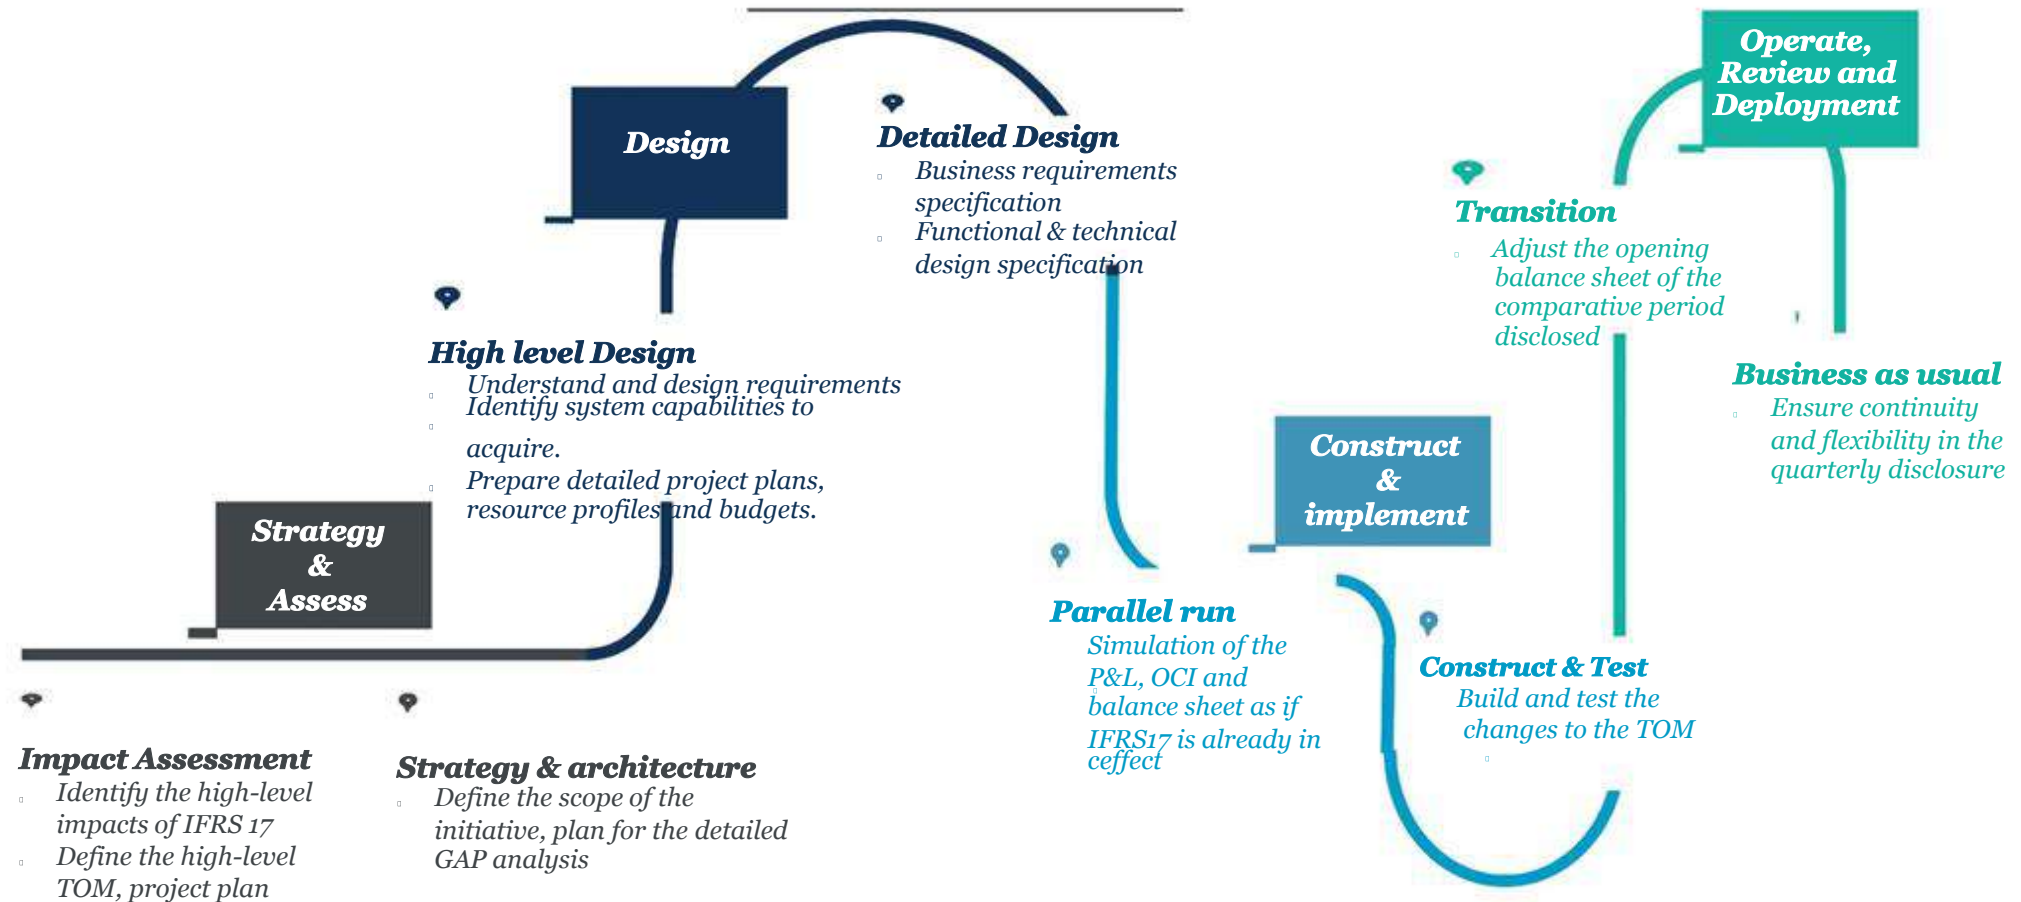 Strategy
&
Assess
Impact Assessment
Identify the high-level
impacts of IFRS 17
Define the high-level
TOM, project plan
Strategy & architecture
Define the scope of the
initiative, plan for the detailed
GAP analysis
Design
High level Design
Understand and design requirements
Identify system capabilities to
acquire.
Prepare detailed project plans,
resource profiles and budgets.
Detailed Design
Business requirements
specification
Functional & technical
design specification
Construct
&
implement
Parallel run
Simulation of the
P&L, OCI and
balance sheet as if
IFRS17 is already in
ceffect
Construct & Test
Build and test the
changes to the TOM
Operate,
Review and
Deployment
Transition
Adjust the opening
balance sheet of the
comparative period
disclosed
Business as usual
Ensure continuity
and flexibility in the
quarterly disclosure